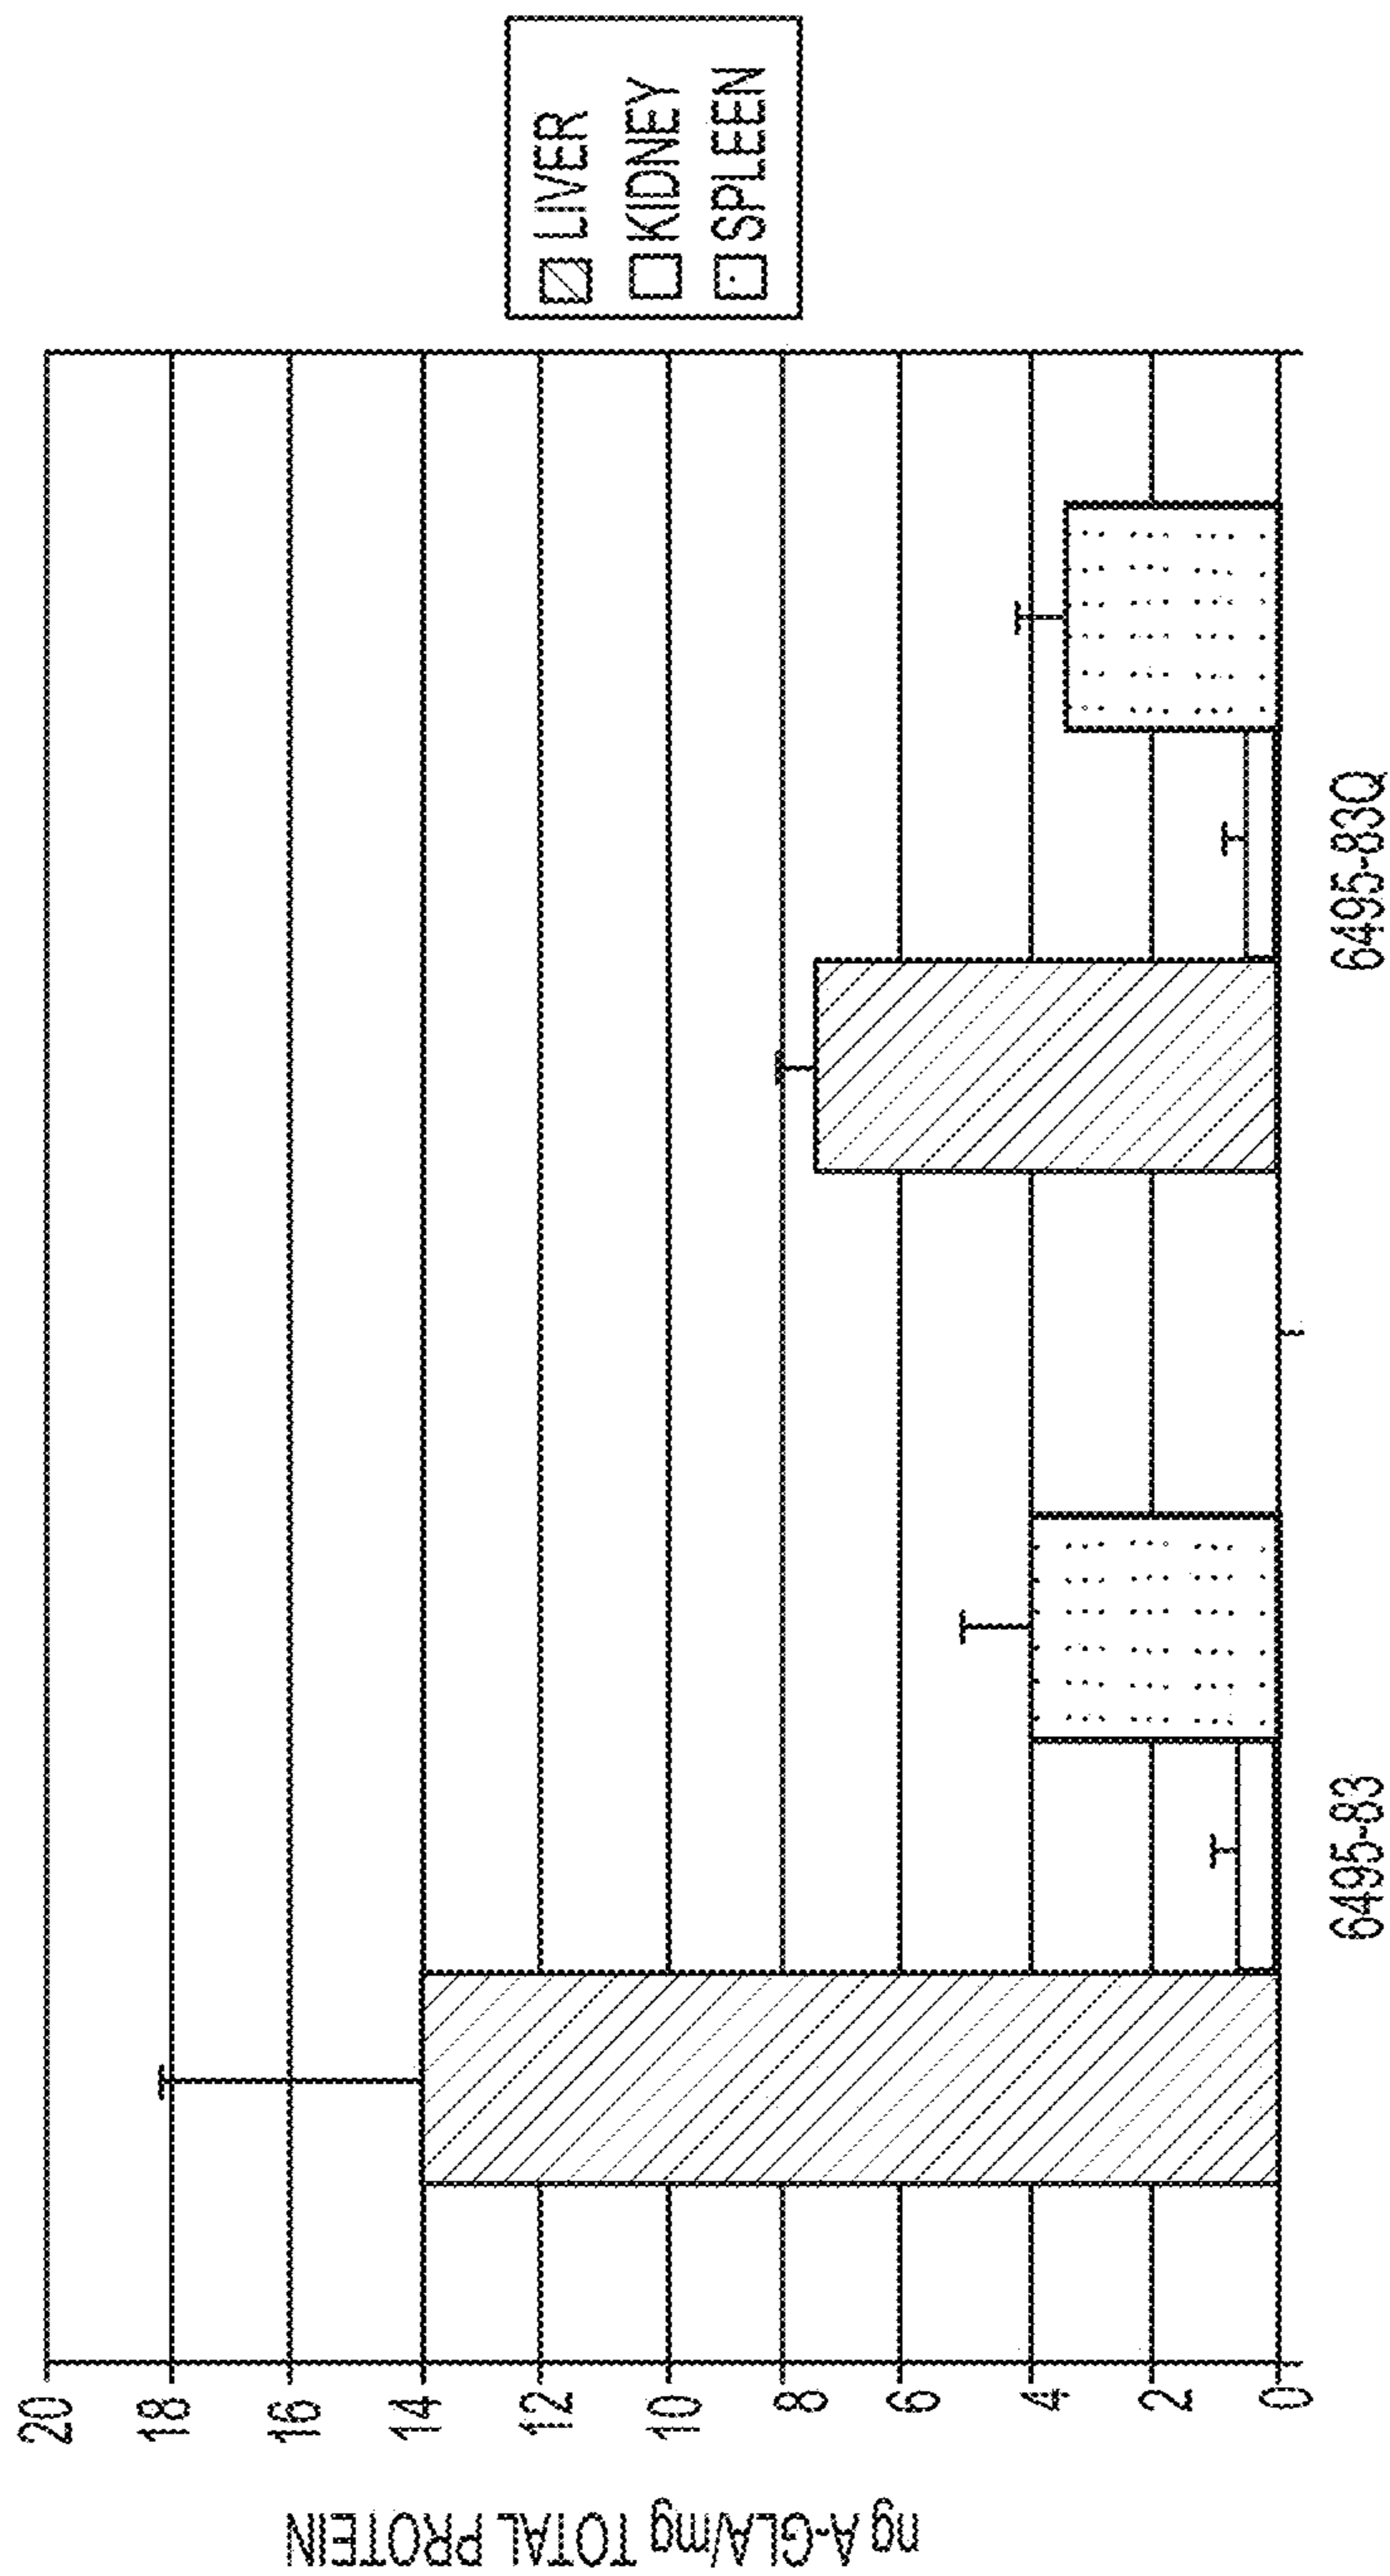 ng A-GLA/mg TOTAL PROTEIN
20
18
16
14
12
10
8
6
4
2
0
6495-83
6495-83Q
LIVER
KIDNEY
SPLEEN